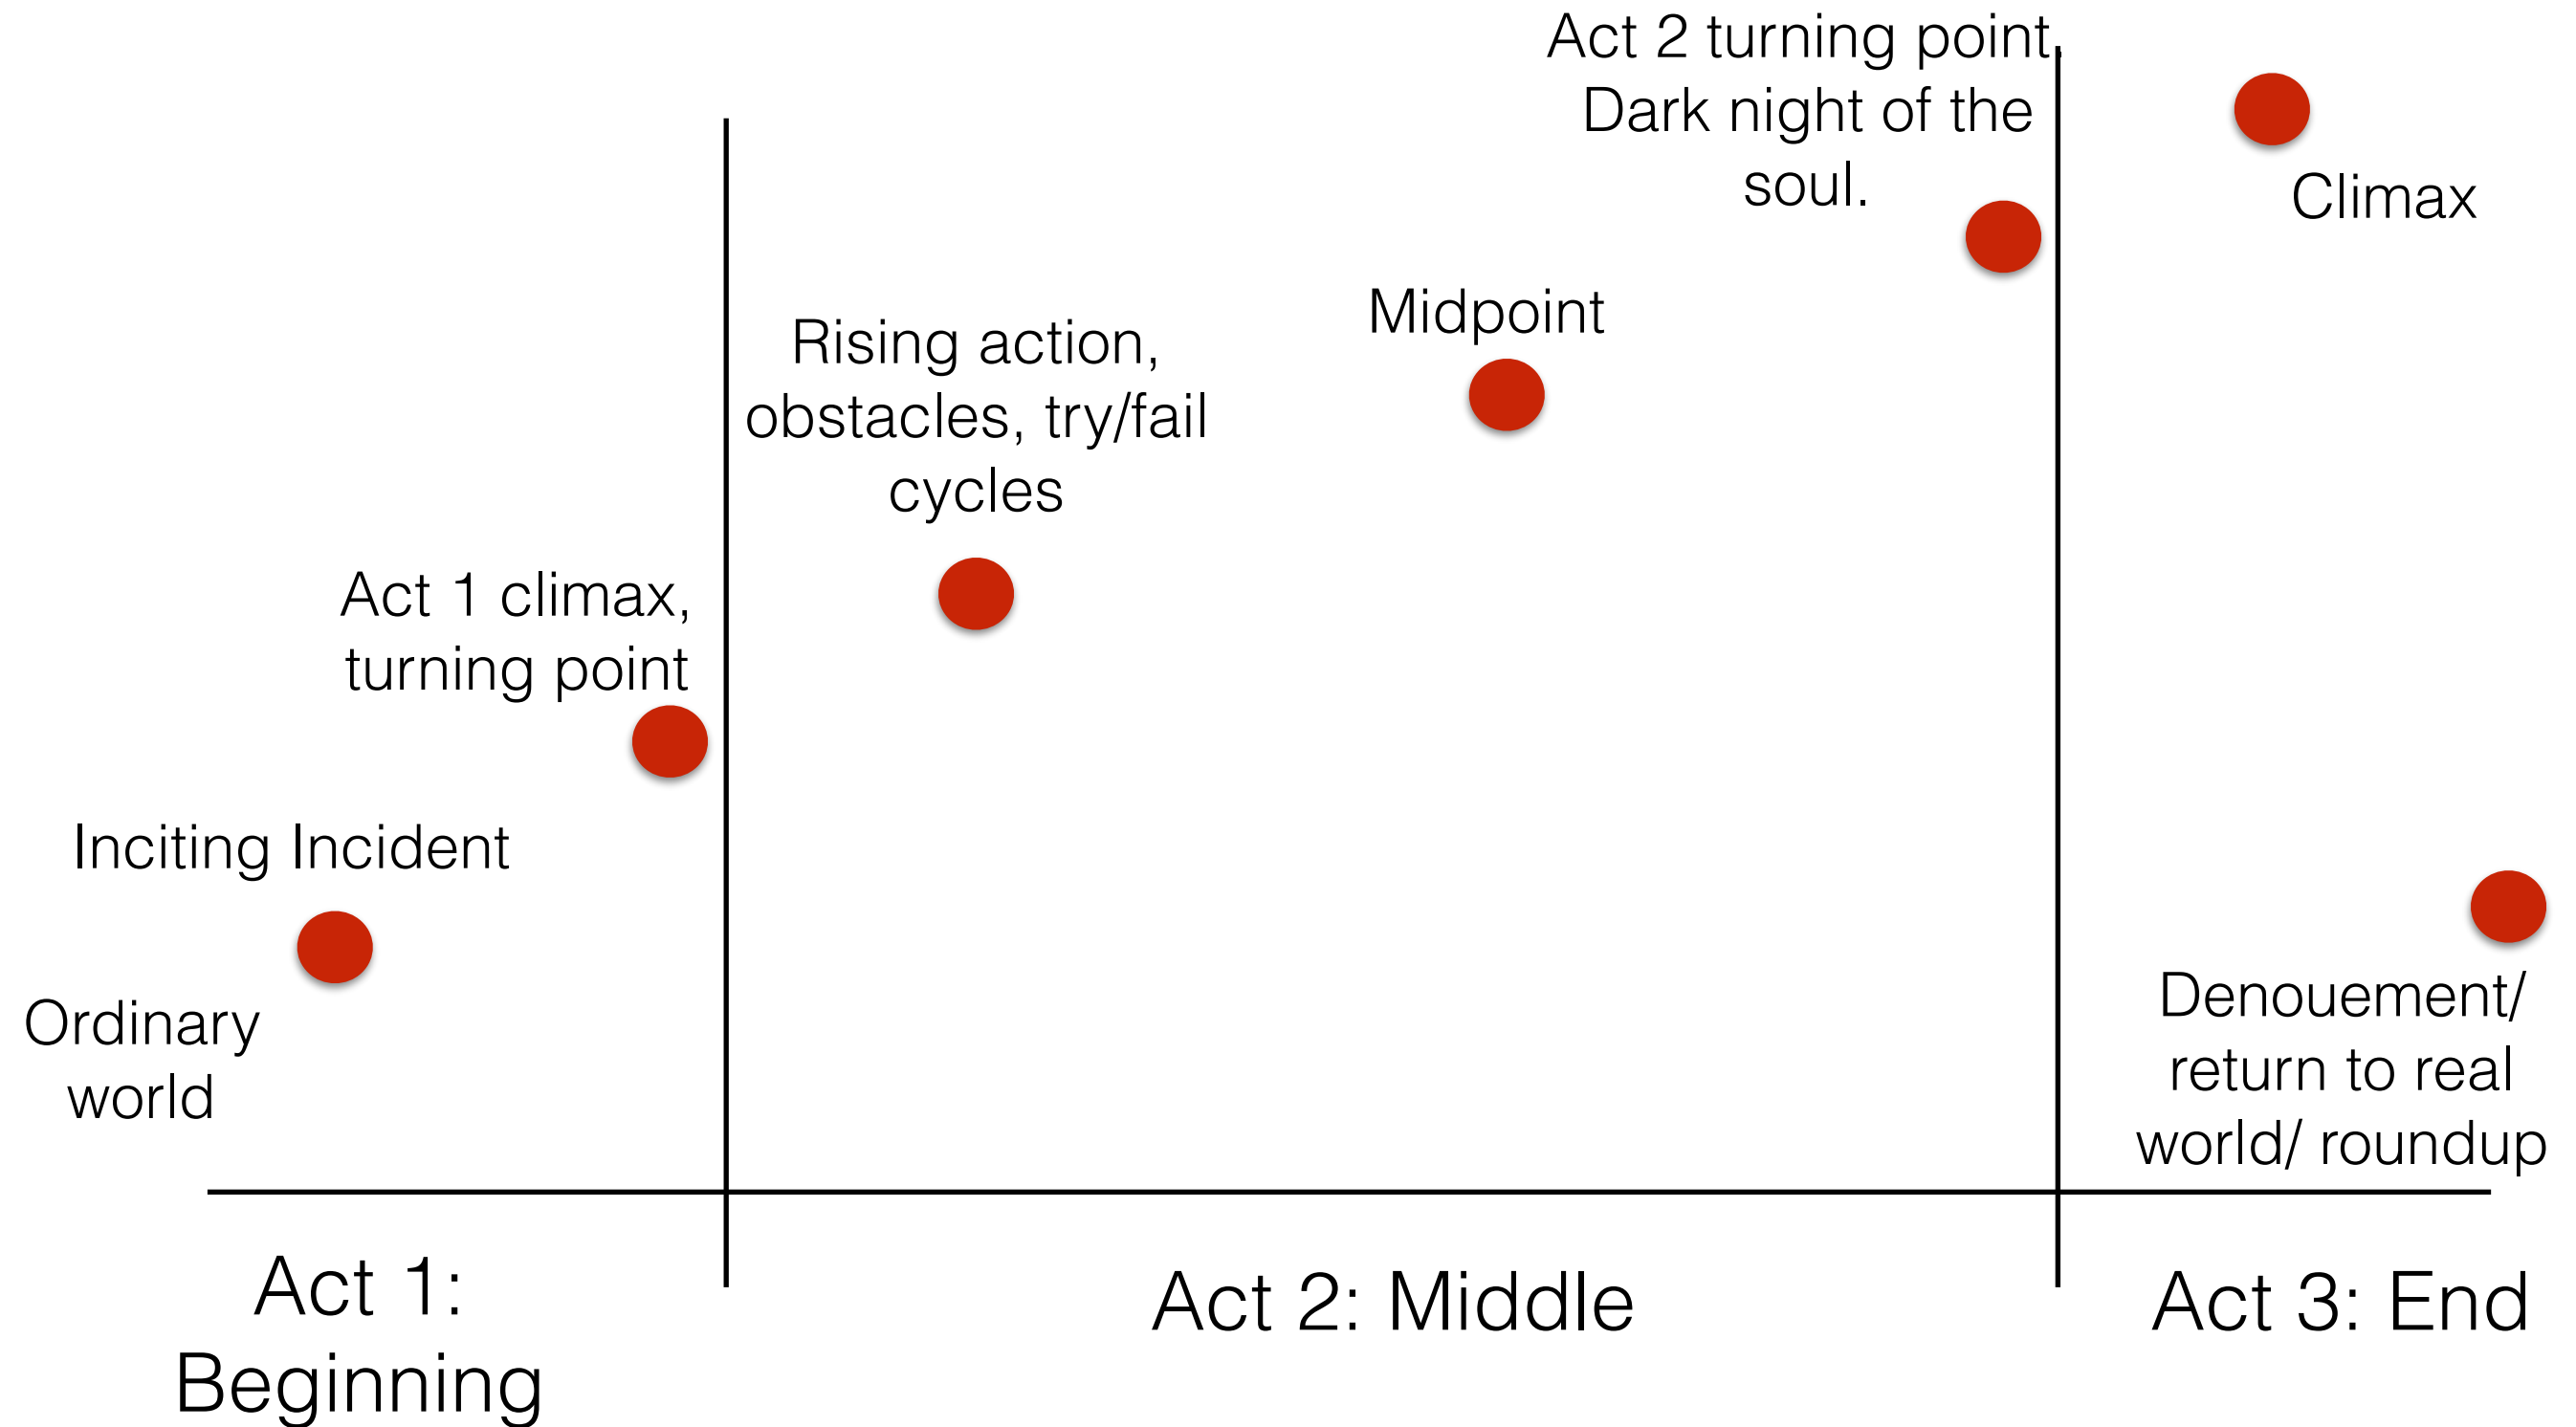 Act 2 turning point,
Dark night of the
soul.
Climax
Midpoint
Rising action,
obstacles, try/fail
cycles
Act 1 climax,
turning point
Inciting Incident
Ordinary
world
Denouement/
return to real
world/ roundup
Act 1:
Beginning
Act 2: Middle
Act 3: End